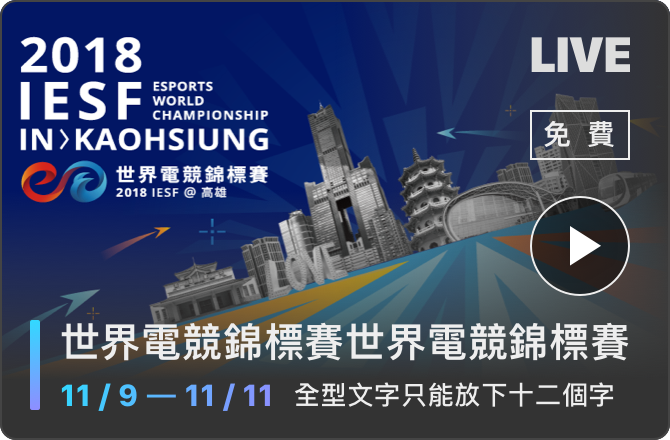 2018
IESF
ESPORTS
WORLD
CHAMPIONSHIP
IN>KAOHSIUNG
世界電競錦標賽
2018 IESF @ 高雄
LIVE
免費
LOVE
世界電競錦標賽世界電競錦標賽
11 / 9 — 11 / 11 全型文字只能放下十二個字